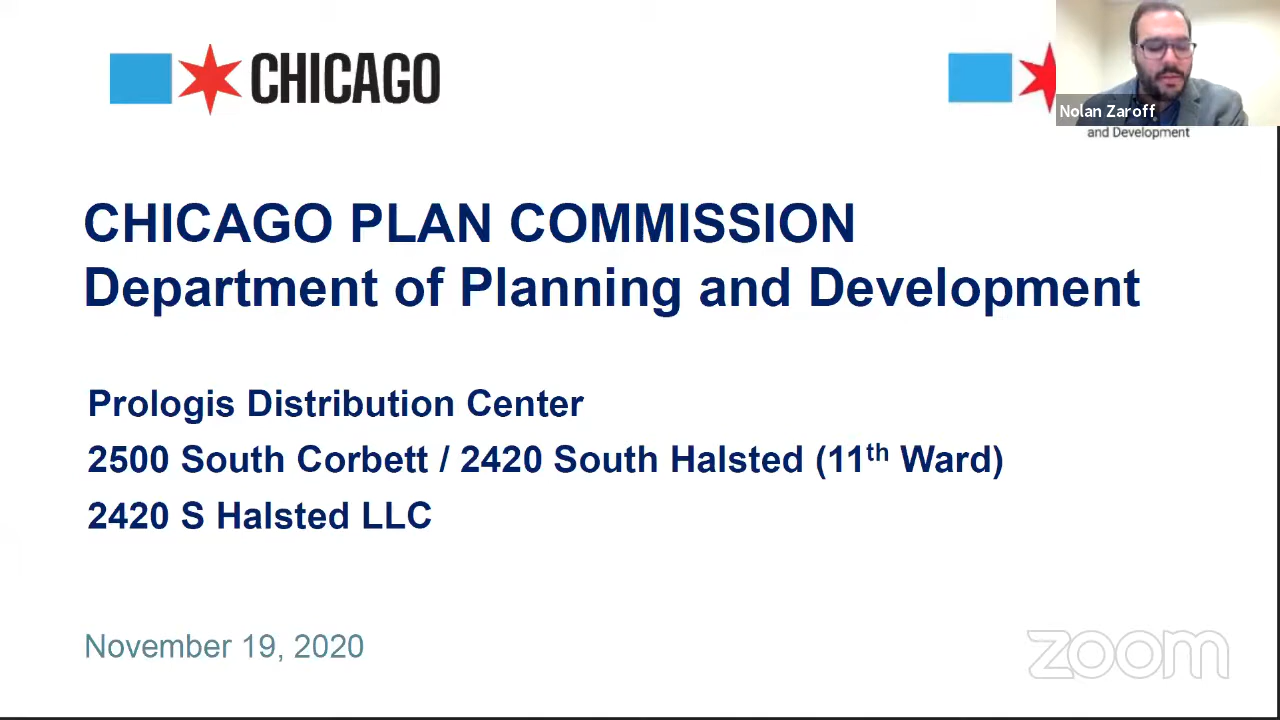 CHICAGO
Nolan Zaroff
and Development
CHICAGO PLAN COMMISSION
Department of Planning and Development
Prologis Distribution Center
2500 South Corbett / 2420 South Halsted (11th Ward)
2420 S Halsted LLC
November 19, 2020
zoom